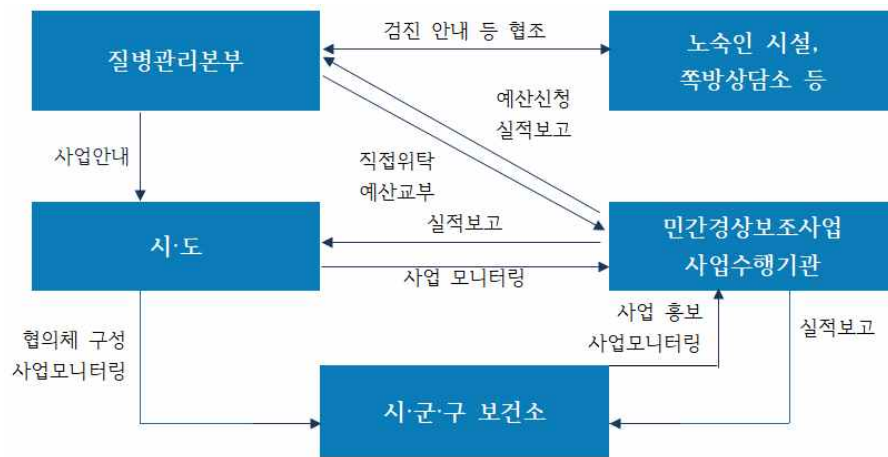 질병관리본부
검진 안내 등 협조
노숙인 시설,
쪽방상담소 등
예산신청
실적보고
사업안내
직접위탁
예산교부
실적보고
시·도
민간경상보조사업
사업수행기관
사업 모니터링
협의체 구성
사업모니터링
사업 홍보
사업모니터링
실적보고
시·군·구 보건소